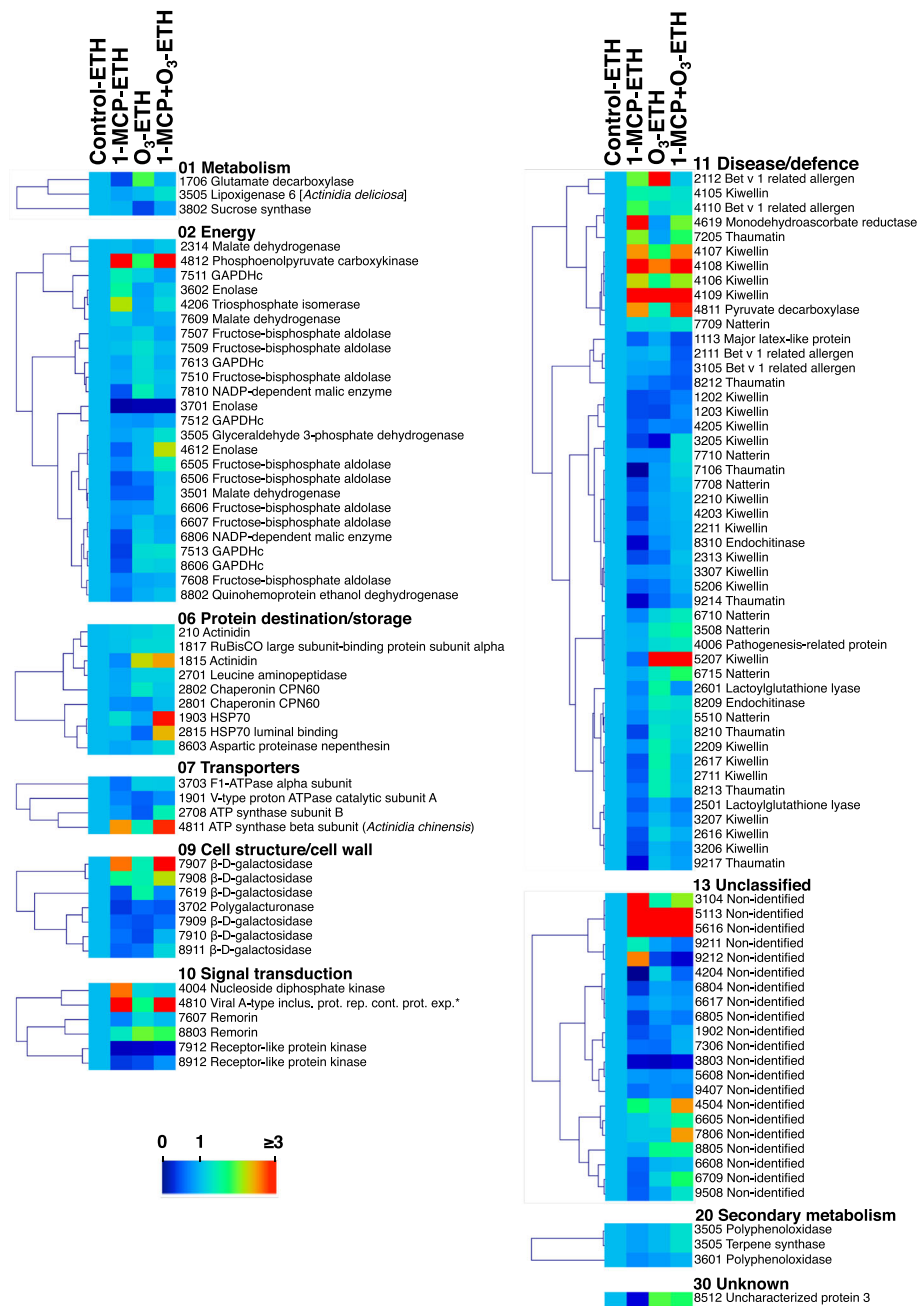 Control-ETH
1-MCP-ETH
O3-ETH
1-MCP+O3-ETH
01 Metabolism
1706 Glutamate decarboxylase
3505 Lipoxigenase 6 [Actinidia deliciosa]
3802 Sucrose synthase
02 Energy
2314 Malate dehydrogenase
4812 Phosphoenolpyruvate carboxykinase
7511 GAPDHc
3602 Enolase
4206 Triosphosphate isomerase
7609 Malate dehydrogenase
7507 Fructose-bisphosphate aldolase
7509 Fructose-bisphosphate aldolase
7613 GAPDHc
7510 Fructose-bisphosphate aldolase
7810 NADP-dependent malic enzyme
3701 Enolase
7512 GAPDHc
3505 Glyceraldehyde 3-phosphate dehydrogenase
4612 Enolase
6505 Fructose-bisphosphate aldolase
6506 Fructose-bisphosphate aldolase
3501 Malate dehydrogenase
6606 Fructose-bisphosphate aldolase
6607 Fructose-bisphosphate aldolase
6806 NADP-dependent malic enzyme
7513 GAPDHc
8606 GAPDHc
7608 Fructose-bisphosphate aldolase
8802 Quinohemoprotein ethanol deghydrogenase
06 Protein destination/storage
210 Actinidin
1817 RuBisCO large subunit-binding protein subunit alpha
1815 Actinidin
2701 Leucine aminopeptidase
2802 Chaperonin CPN60
2801 Chaperonin CPN60
1903 HSP70
2815 HSP70 luminal binding
8603 Aspartic proteinase nepenthesin
07 Transporters
3703 F1-ATPase alpha subunit
1901 V-type proton ATPase catalytic subunit A
2708 ATP synthase subunit B
4811 ATP synthase beta subunit (Actinidia chinensis)
09 Cell structure/cell wall
7907 β-D-galactosidase
7908 β-D-galactosidase
7619 β-D-galactosidase
3702 Polygalacturonase
7909 β-D-galactosidase
7910 β-D-galactosidase
8911 β-D-galactosidase
10 Signal transduction
4004 Nucleoside diphosphate kinase
4810 Viral A-type inclus. prot. rep. cont. prot. exp.*
7607 Remorin
8803 Remorin
7912 Receptor-like protein kinase
8912 Receptor-like protein kinase
0 1 ≥3
Control-ETH
1-MCP-ETH
O3-ETH
1-MCP+O3-ETH
11 Disease/defence
2112 Bet v 1 related allergen
4105 Kiwellin
4110 Bet v 1 related allergen
4619 Monodehydroascorbate reductase
7205 Thaumatin
4107 Kiwellin
4108 Kiwellin
4106 Kiwellin
4109 Kiwellin
4811 Pyruvate decarboxylase
7709 Natterin
1113 Major latex-like protein
2111 Bet v 1 related allergen
3105 Bet v 1 related allergen
8212 Thaumatin
1202 Kiwellin
1203 Kiwellin
4205 Kiwellin
3205 Kiwellin
7710 Natterin
7106 Thaumatin
7708 Natterin
2210 Kiwellin
4203 Kiwellin
2211 Kiwellin
8310 Endochitinase
2313 Kiwellin
3307 Kiwellin
5206 Kiwellin
9214 Thaumatin
6710 Natterin
3508 Natterin
4006 Pathogenesis-related protein
5207 Kiwellin
6715 Natterin
2601 Lactoylglutathione lyase
8209 Endochitinase
5510 Natterin
8210 Thaumatin
2209 Kiwellin
2617 Kiwellin
2711 Kiwellin
8213 Thaumatin
2501 Lactoylglutathione lyase
3207 Kiwellin
2616 Kiwellin
3206 Kiwellin
9217 Thaumatin
13 Unclassified
3104 Non-identified
5113 Non-identified
5616 Non-identified
9211 Non-identified
9212 Non-identified
4204 Non-identified
6804 Non-identified
6617 Non-identified
6805 Non-identified
1902 Non-identified
7306 Non-identified
3803 Non-identified
5608 Non-identified
9407 Non-identified
4504 Non-identified
6605 Non-identified
7806 Non-identified
8805 Non-identified
6608 Non-identified
6709 Non-identified
9508 Non-identified
20 Secondary metabolism
3505 Polyphenoloxidase
3505 Terpene synthase
3601 Polyphenoloxidase
30 Unknown
8512 Uncharacterized protein 3